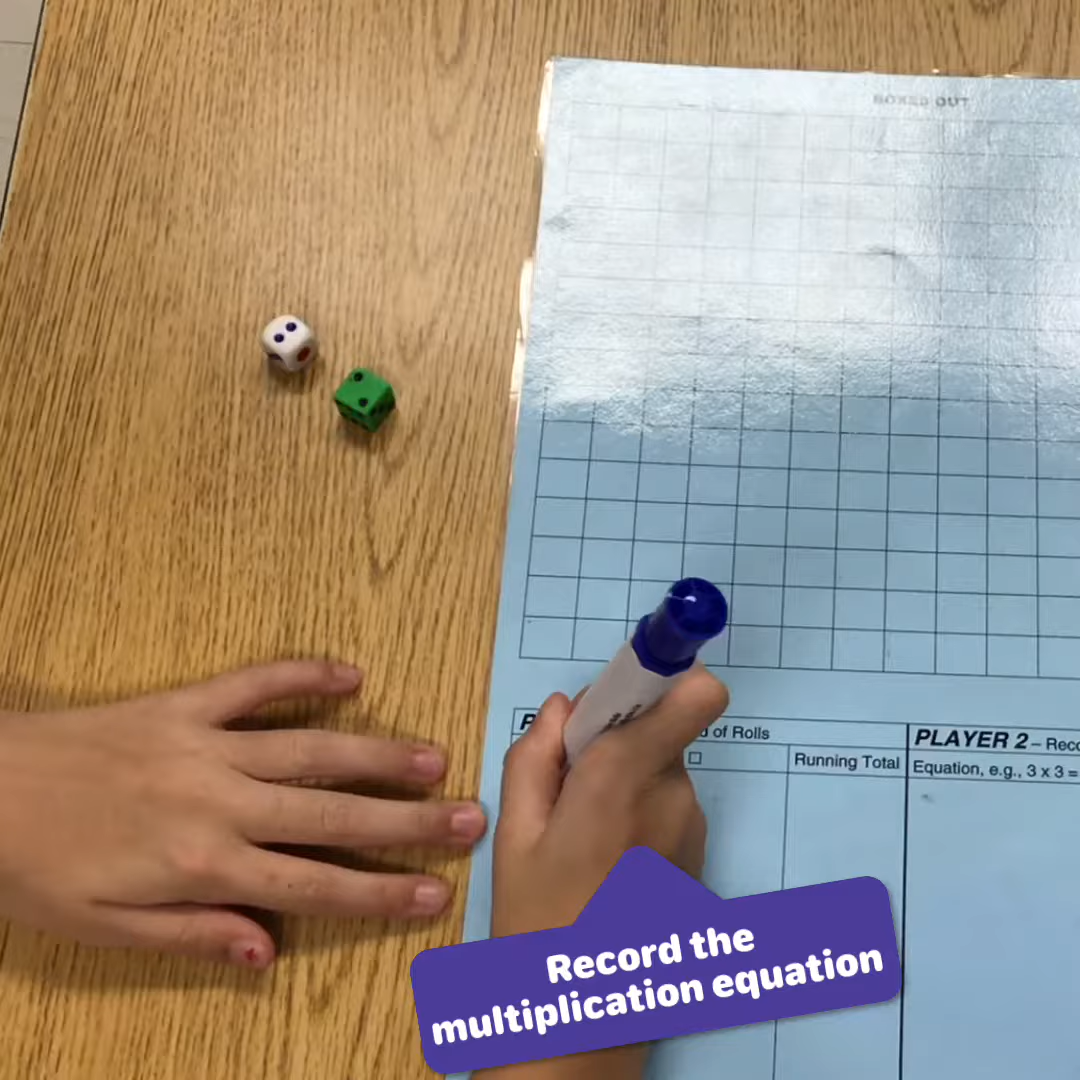 BOXED OUT
of Rolls
PLAYER 2 – Reco
□
Running Total
Equation, e.g., 3 x 3 =
Record the
multiplication equation